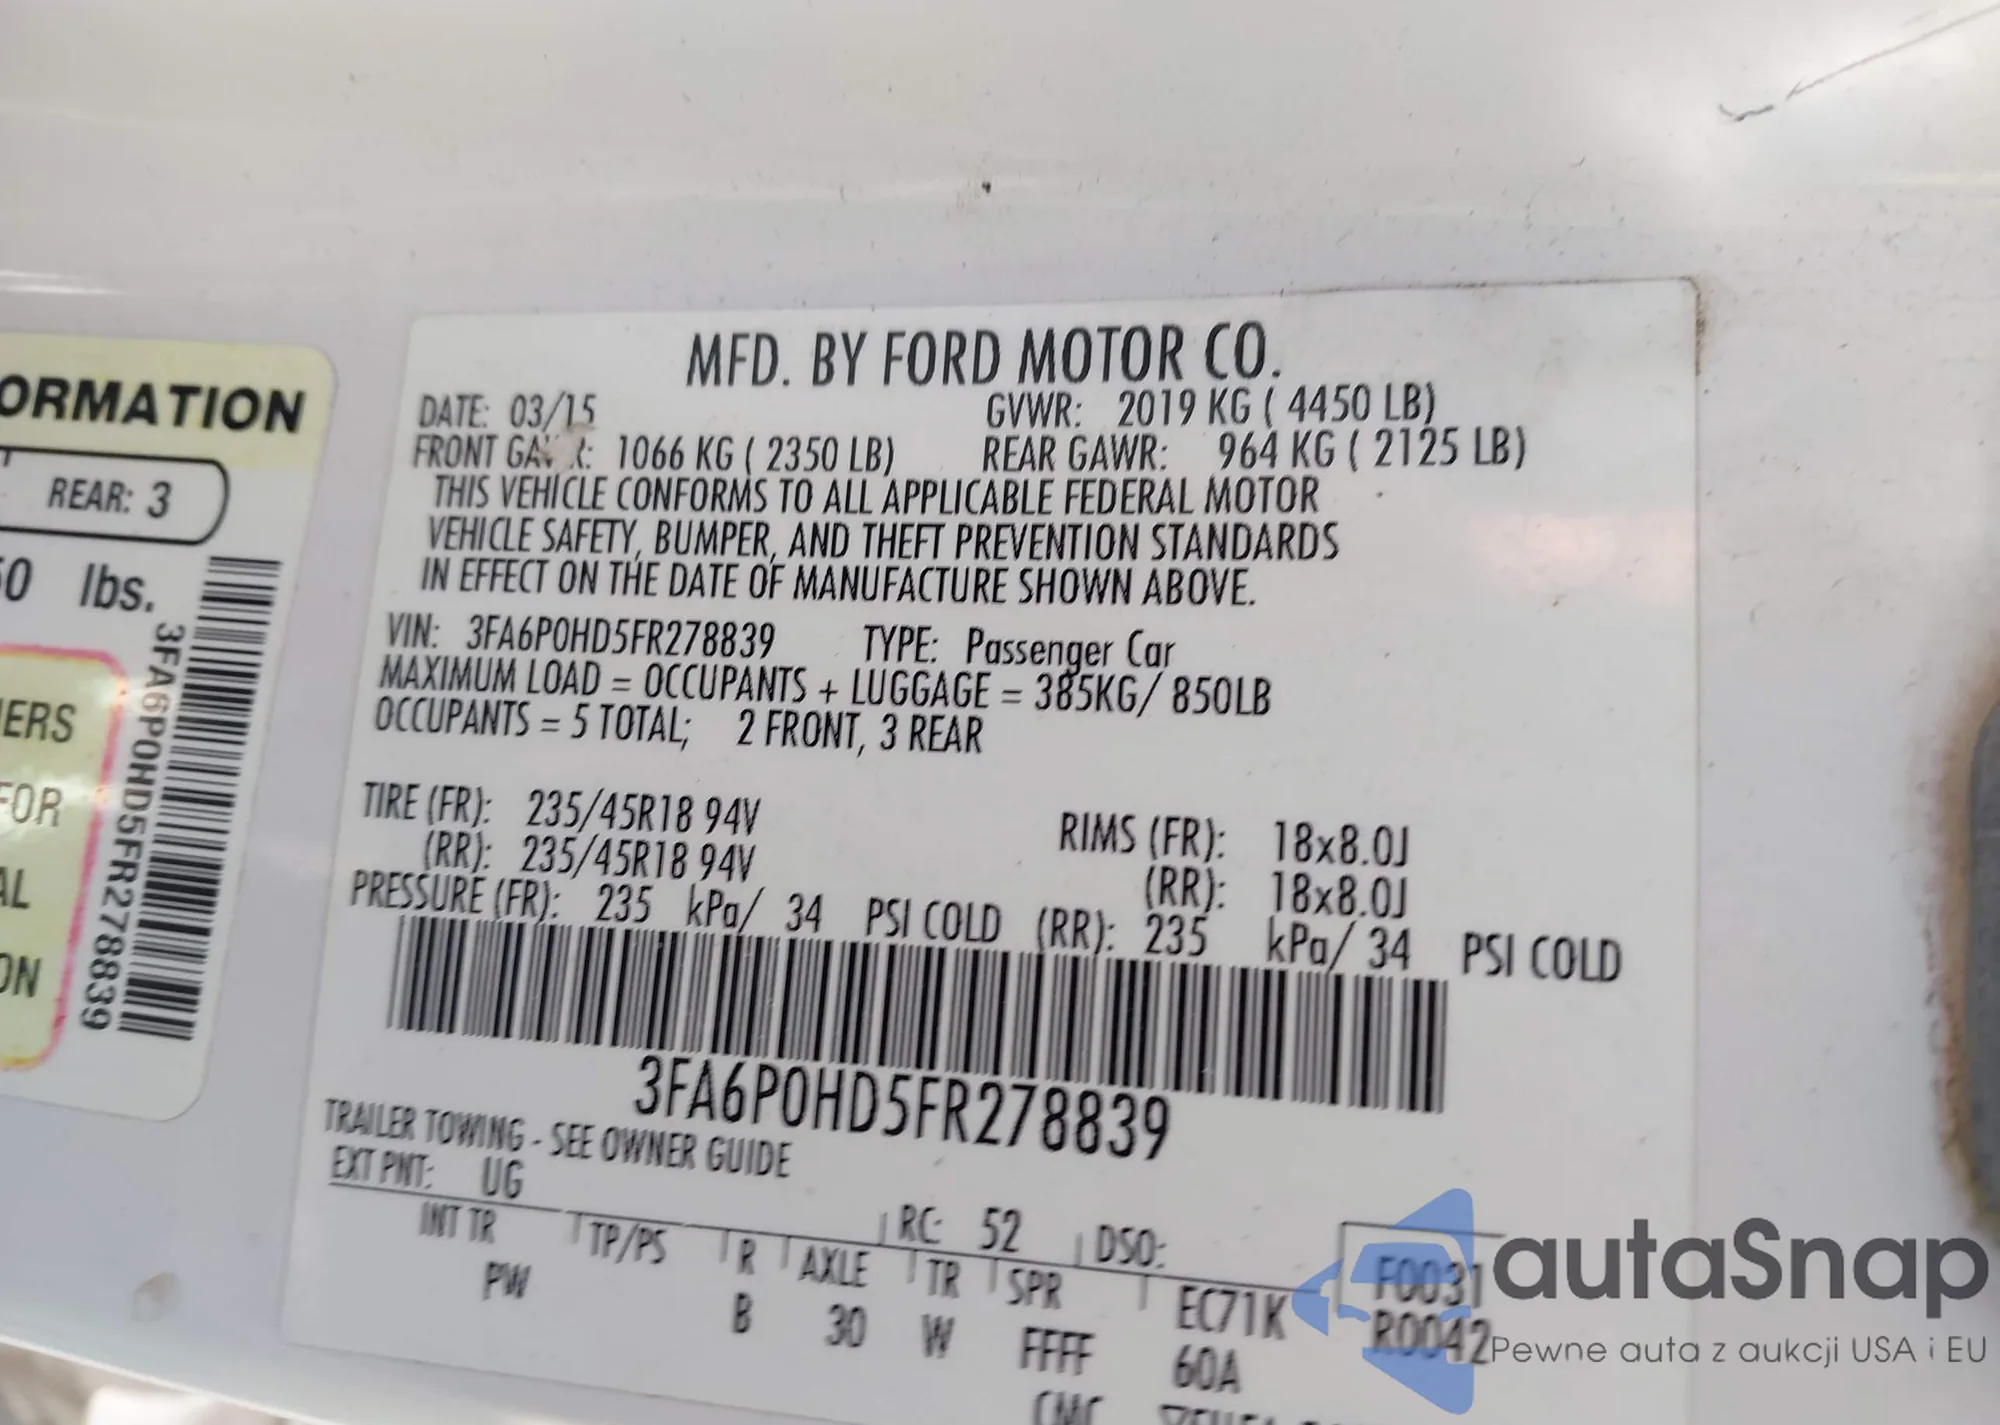 ORMATION
REAR: 3
lbs.
3FA6P0HD5FR278839
FOR
ON
MFD. BY FORD MOTOR CO.
DATE: 03/15 GVWR: 2019 KG ( 4450 LB)
FRONT GAWR: 1066 KG ( 2350 LB) REAR GAWR: 964 KG ( 2125 LB)
THIS VEHICLE CONFORMS TO ALL APPLICABLE FEDERAL MOTOR
VEHICLE SAFETY, BUMPER, AND THEFT PREVENTION STANDARDS
IN EFFECT ON THE DATE OF MANUFACTURE SHOWN ABOVE.
VIN: 3FA6P0HD5FR278839 TYPE: Passenger Car
MAXIMUM LOAD = OCCUPANTS + LUGGAGE = 385KG/ 850LB
OCCUPANTS = 5 TOTAL; 2 FRONT, 3 REAR
TIRE (FR): 235/45R18 94V RIMS (FR): 18x8.0J
(RR): 235/45R18 94V (RR): 18x8.0J
PRESSURE (FR): 235 kPa/ 34 PSI COLD (RR): 235 kPa/ 34 PSI COLD
3FA6P0HD5FR278839
TRAILER TOWING - SEE OWNER GUIDE
EXT PNT: UG RC: 52 DSO:
INT TR TP/PS R AXLE TR SPR EC71K F0031
PW B 30 W FFFF 60A R0042
autaSnap
Pewne auta z aukcji USA i EU